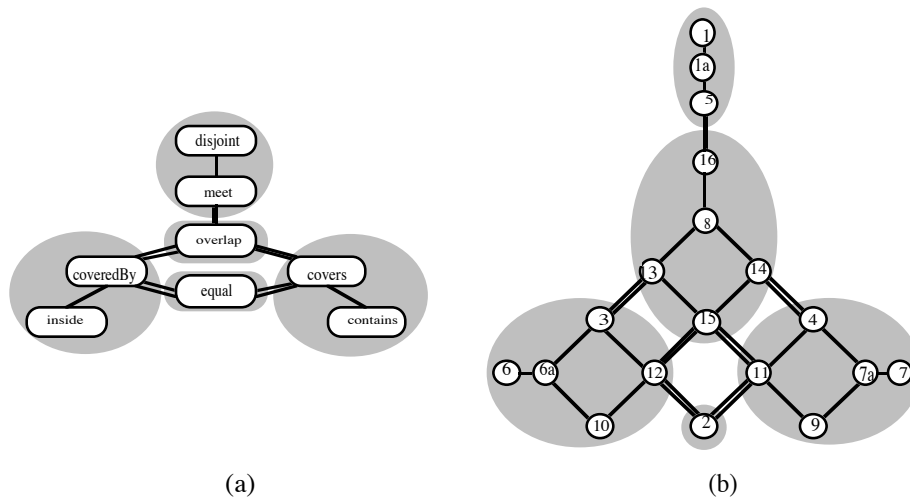 disjoint
meet
overlap
coveredBy
covers
equal
inside
contains
(a)
1
1a
5
16
8
3
14
3
15
4
6
6a
12
11
7a
7
10
2
9
(b)